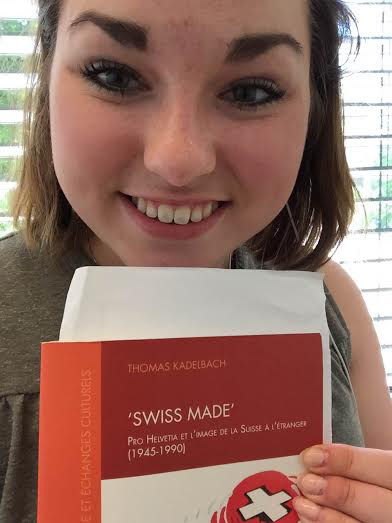 THOMAS KADELBACH
'SWISS MADE'
PRO HELVETIA ET L'IMAGE DE LA SUISSE À L'ÉTRANGER
(1945-1990)
E ET ÉCHANGES CULTURELS